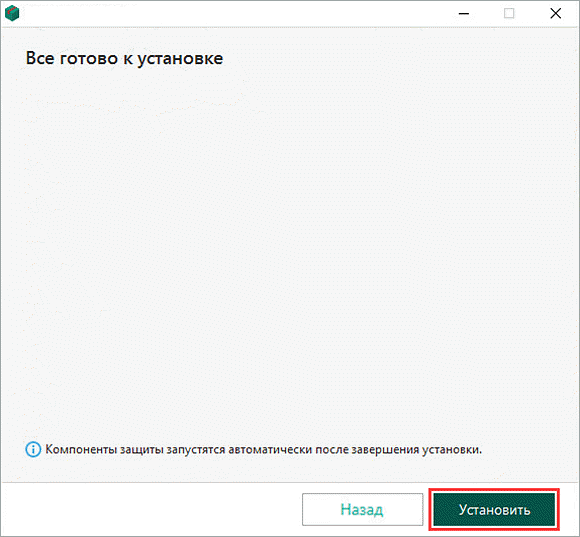 Все готово к установке
Компоненты защиты запустятся автоматически после завершения установки.
Назад
Установить